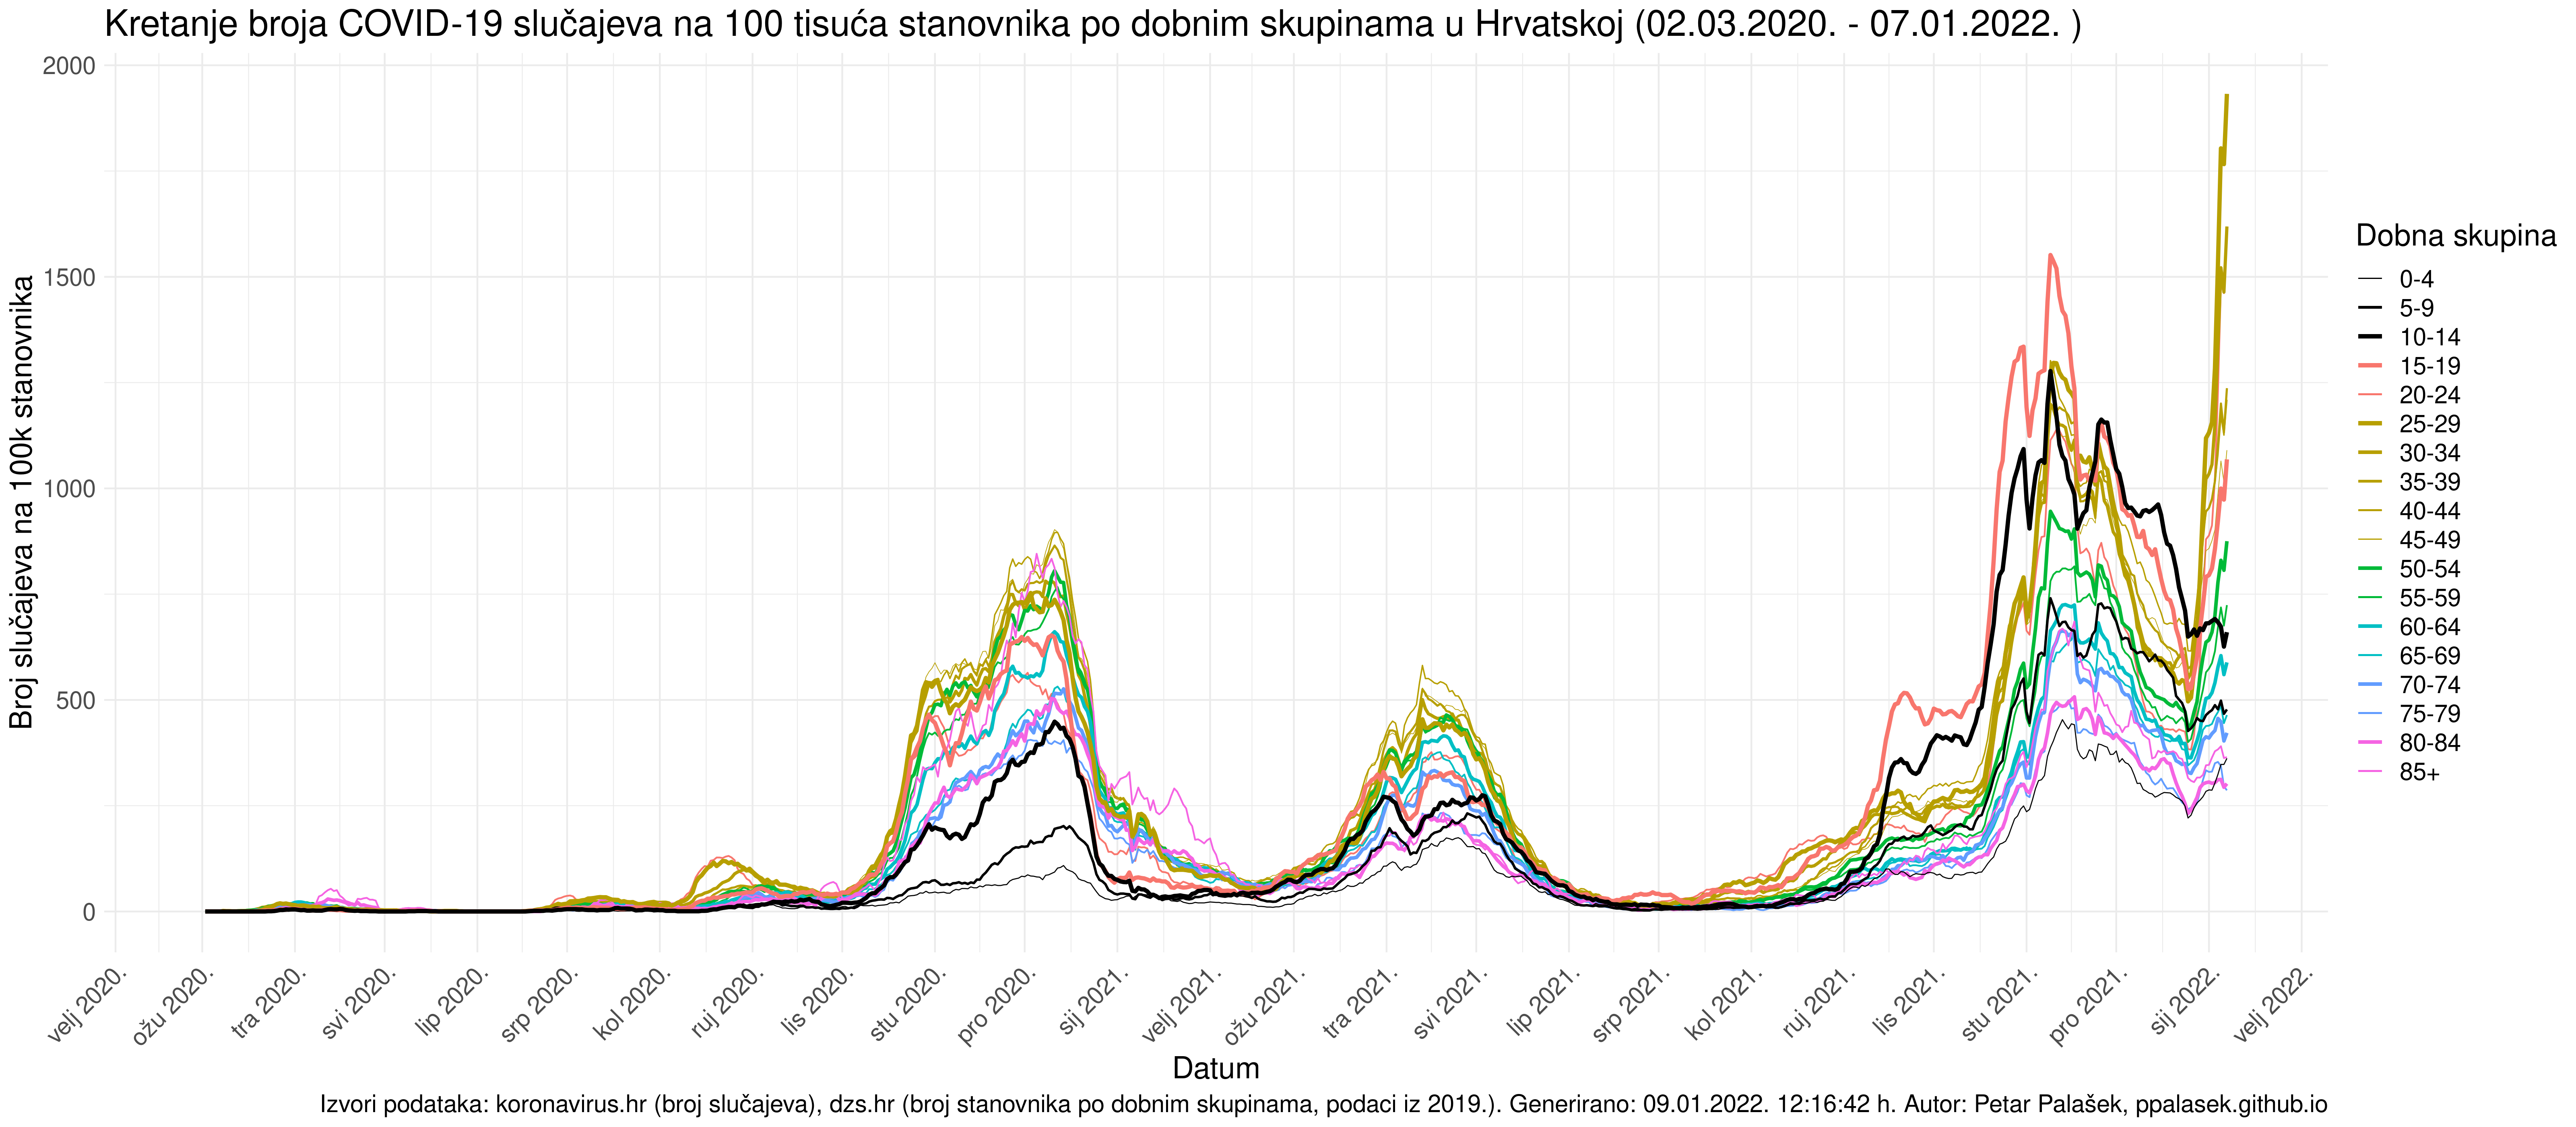 Kretanje broja COVID-19 slučajeva na 100 tisuća stanovnika po dobnim skupinama u Hrvatskoj (02.03.2020. - 07.01.2022. )
Broj slučajeva na 100k stanovnika
2000
1500
1000
500
0
velj 2020.
ožu 2020.
tra 2020.
svi 2020.
lip 2020.
srp 2020.
kol 2020.
ruj 2020.
lis 2020.
stu 2020.
pro 2020.
sij 2021.
velj 2021.
ožu 2021.
tra 2021.
svi 2021.
lip 2021.
srp 2021.
kol 2021.
ruj 2021.
lis 2021.
stu 2021.
pro 2021.
sij 2022.
velj 2022.
Datum
Dobna skupina
0-4
5-9
10-14
15-19
20-24
25-29
30-34
35-39
40-44
45-49
50-54
55-59
60-64
65-69
70-74
75-79
80-84
85+
Izvori podataka: koronavirus.hr (broj slučajeva), dzs.hr (broj stanovnika po dobnim skupinama, podaci iz 2019.). Generirano: 09.01.2022. 12:16:42 h. Autor: Petar Palašek, ppalasek.github.io